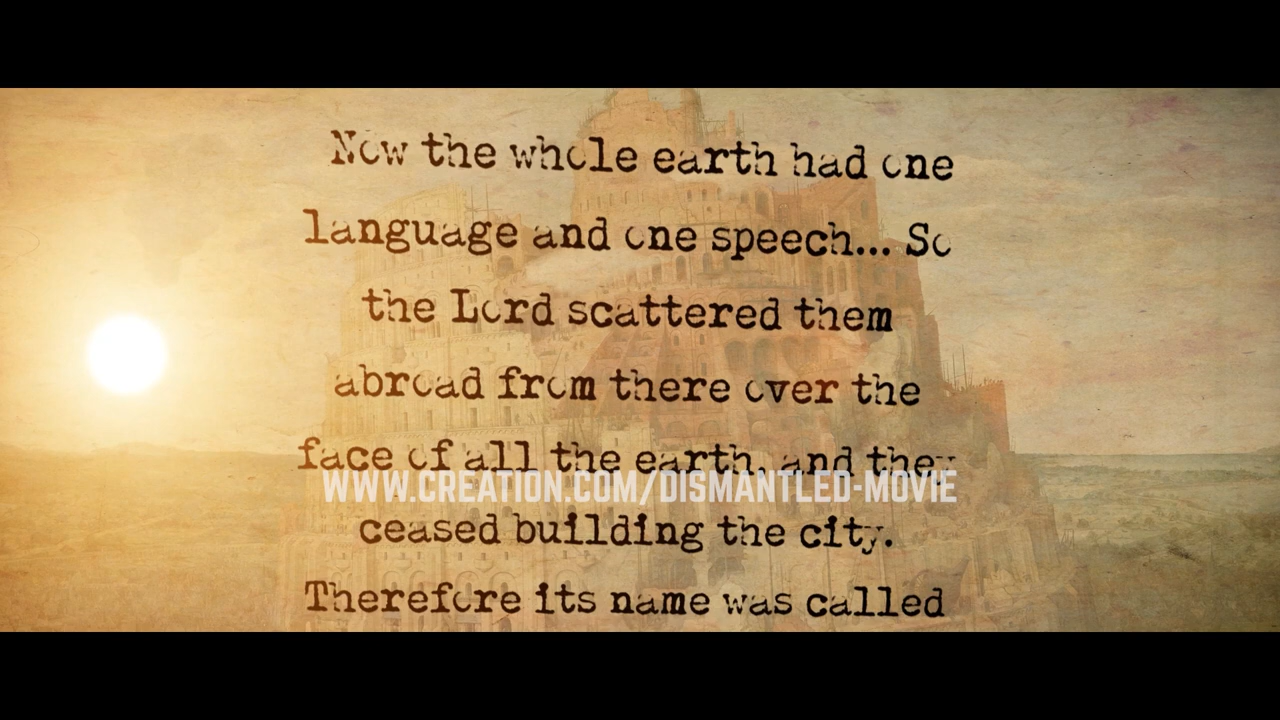 Now the whole earth had one
language and one speech... So
the Lord scattered them
abroad from there over the
face of all the earth, and they
WWW.CREATION.COM/DISMANTLED-MOVIE
ceased building the city.
Therefore its name was called